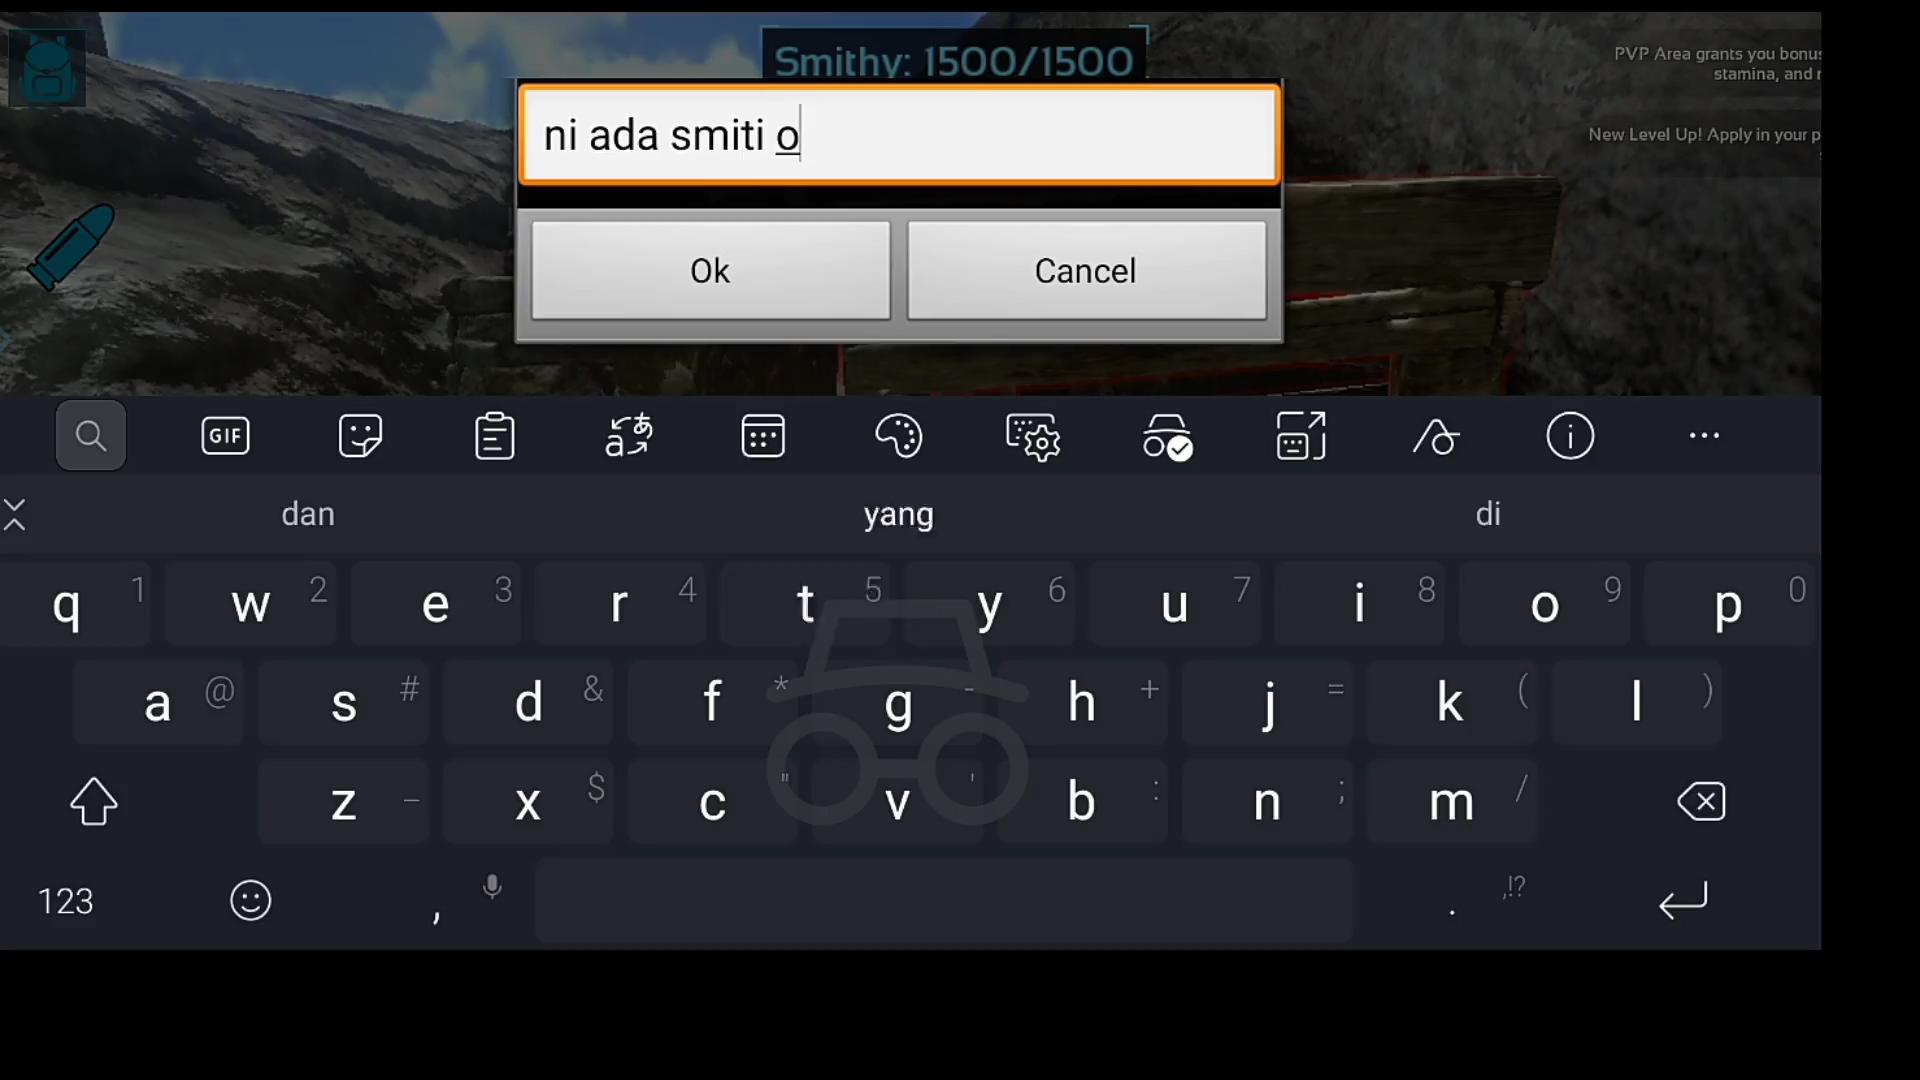 Smithy: 1500/1500
PVP Area grants you bonus
stamina, and
New Level Up! Apply in your p
ni ada smiti o
Ok Cancel
GIF
dan yang di
q 1 w 2 e 3 r 4 t 5 y 6 u 7 i 8 o 9 p 0
a @ s # d & f * g - h + j = k ( l )
z _ x $ c " v ' b : n ; m /
123 , . ,!?